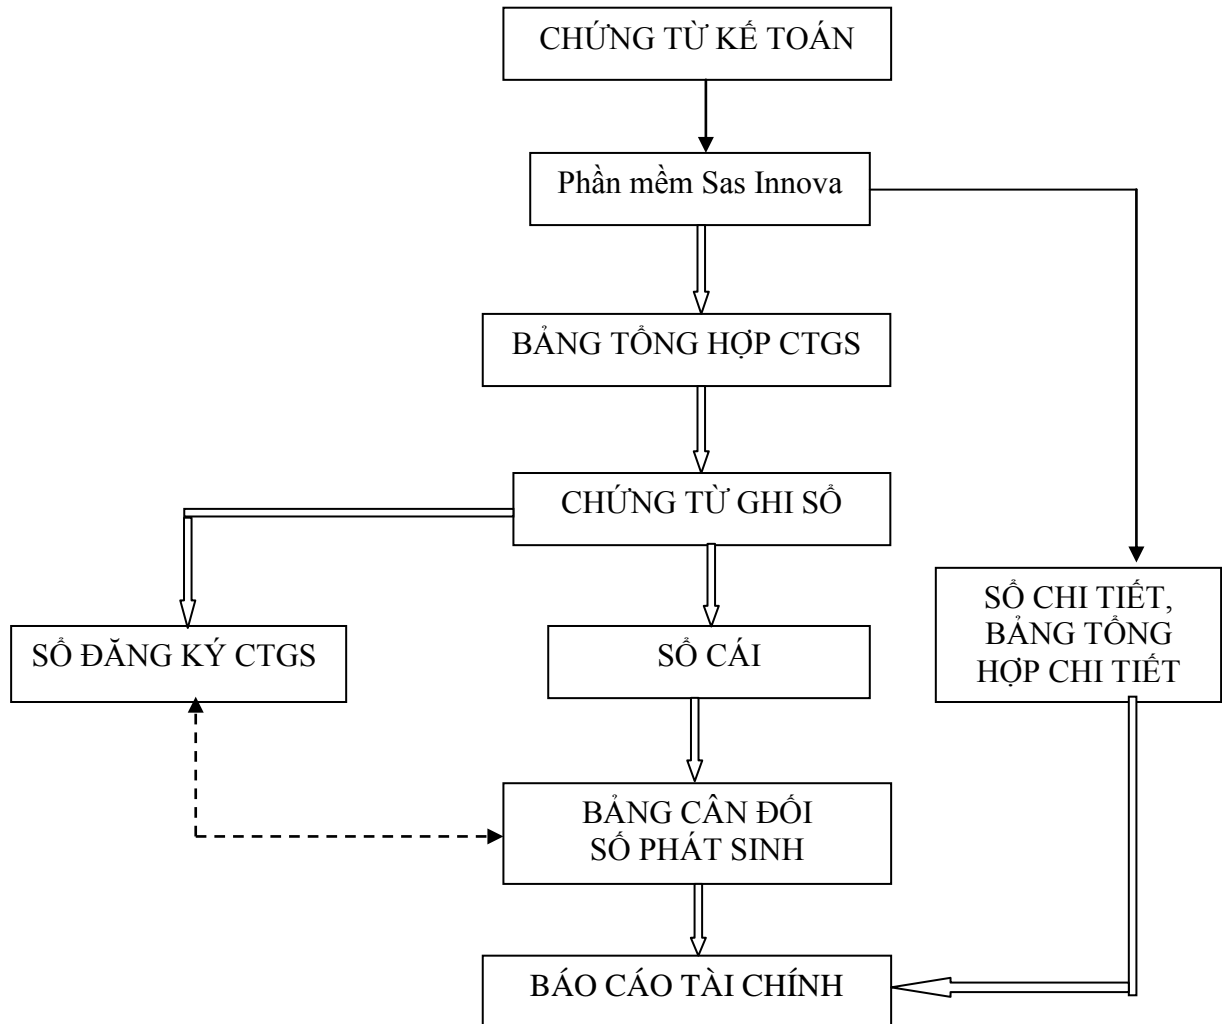 CHỨNG TỪ KẾ TOÁN
Phần mềm Sas Innova
BẢNG TỔNG HỢP CTGS
CHỨNG TỪ GHI SỔ
SỔ ĐĂNG KÝ CTGS
SỔ CÁI
SỔ CHI TIẾT,
BẢNG TỔNG
HỢP CHI TIẾT
BẢNG CÂN ĐỐI
SỐ PHÁT SINH
BÁO CÁO TÀI CHÍNH